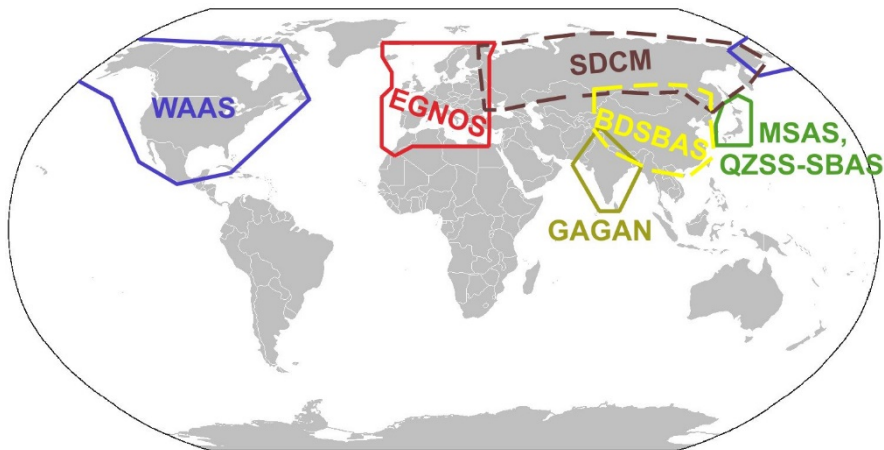 SDCM
WAAS
EGNOS
BDSBAS
MSAS,
QZSS-SBAS
GAGAN